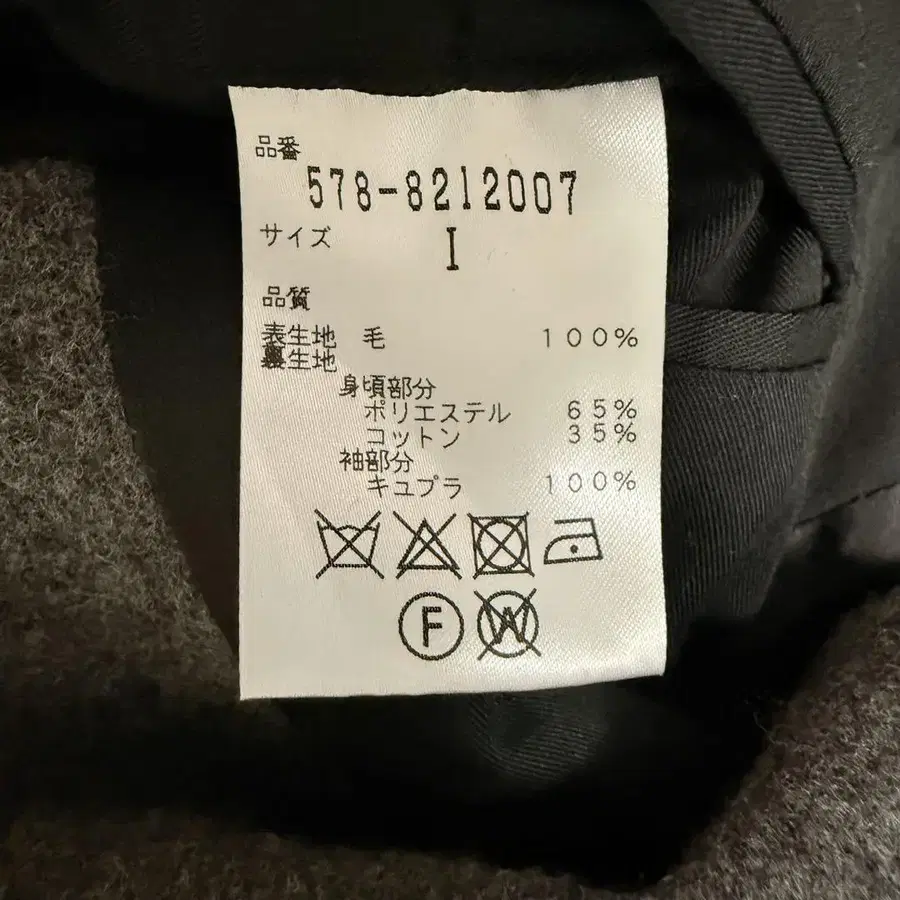 品番
578-8212007
サイズ
1
品質
表生地 毛 100%
裏生地
身頃部分
ポリエステル 65%
コットン 35%
袖部分
キュプラ 100%
F
W